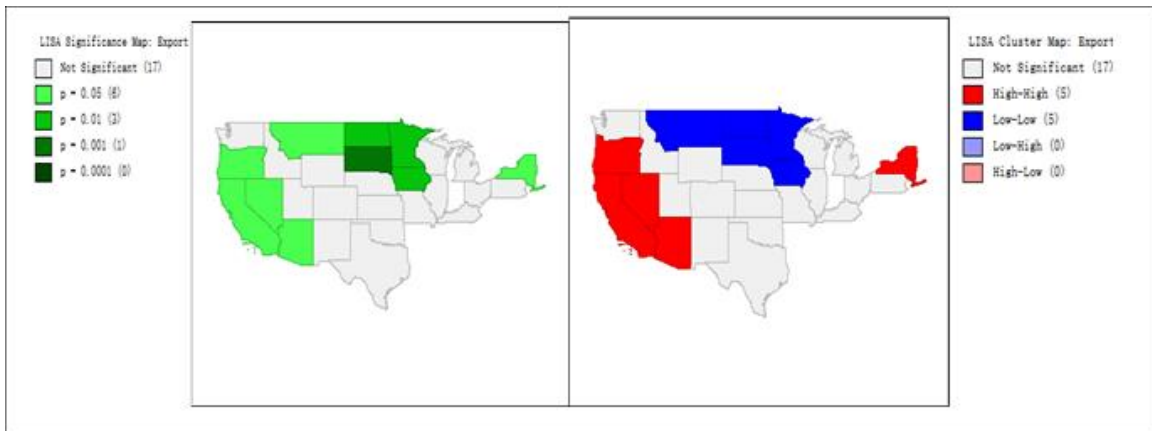 LISA Significance Map: Export
Not Significant (17)
p = 0.05 (6)
p = 0.01 (3)
p = 0.001 (1)
p = 0.0001 (0)
LISA Cluster Map: Export
Not Significant (17)
High-High (5)
Low-Low (5)
Low-High (0)
High-Low (0)